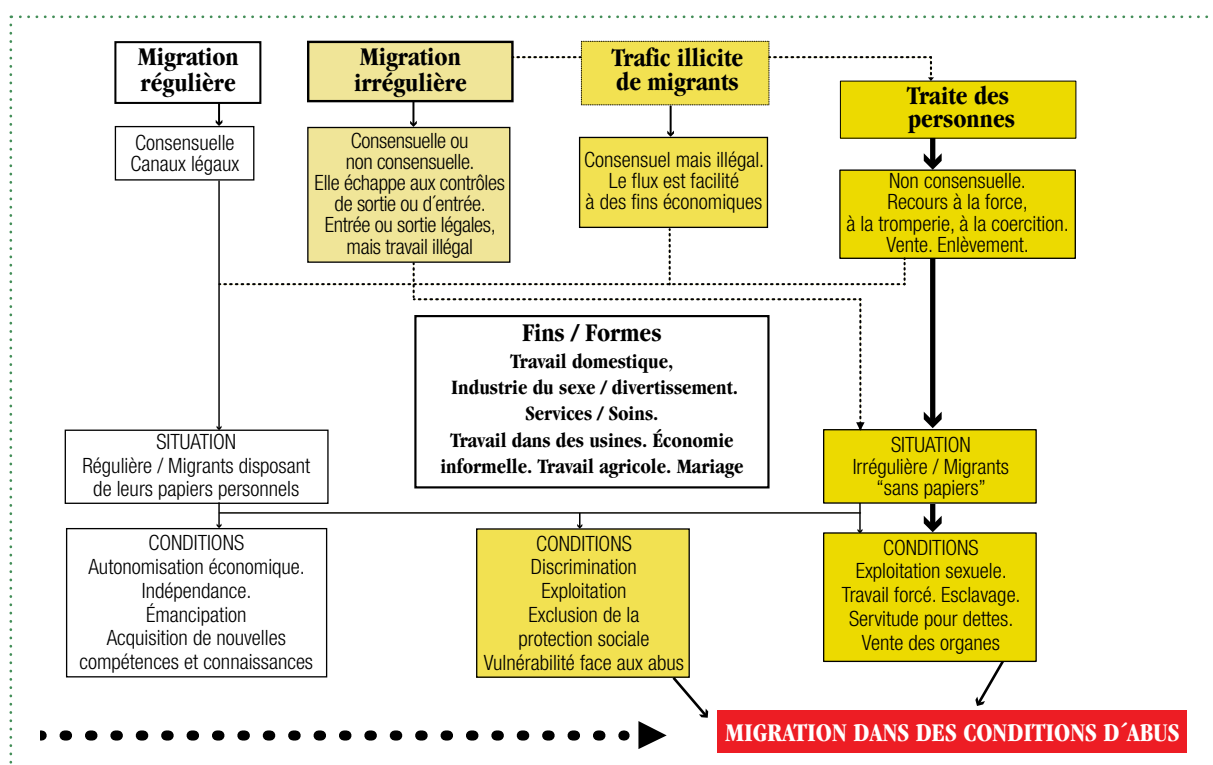 Migration
régulière
Migration
irrégulière
Trafic illicite
de migrants
Traite des
personnes
Consensuelle
Canaux légaux
Consensuelle ou
non consensuelle.
Elle échappe aux contrôles
de sortie ou d´entrée.
Entrée ou sortie légales,
mais travail illégal
Consensuel mais illégal.
Le flux est facilité
à des fins économiques
Non consensuelle.
Recours à la force,
à la tromperie, à la coercition.
Vente. Enlèvement.
Fins / Formes
Travail domestique,
Industrie du sexe / divertissement.
Services / Soins.
Travail dans des usines. Économie
informelle. Travail agricole. Mariage
SITUATION
Régulière / Migrants disposant
de leurs papiers personnels
SITUATION
Irrégulière / Migrants
“sans papiers”
CONDITIONS
Autonomisation économique.
Indépendance.
Émancipation
Acquisition de nouvelles
compétences et connaissances
CONDITIONS
Discrimination
Exploitation
Exclusion de la
protection sociale
Vulnérabilité face aux abus
CONDITIONS
Exploitation sexuele.
Travail forcé. Esclavage.
Servitude pour dettes.
Vente des organes
MIGRATION DANS DES CONDITIONS D´ABUS